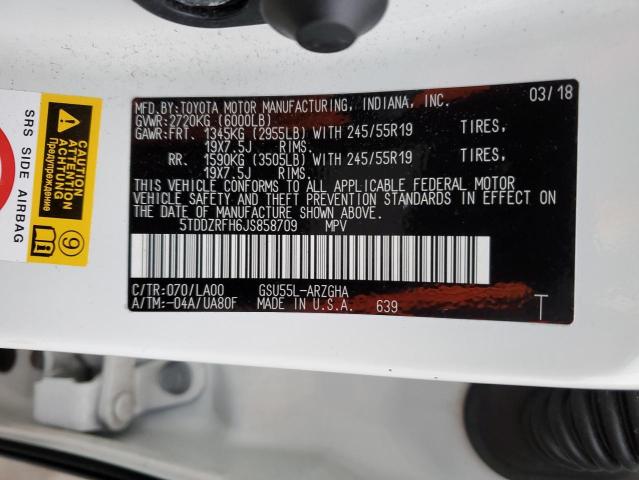 MFD.BY:TOYOTA MOTOR MANUFACTURING, INDIANA, INC. 03/18
GVWR:2720KG (6000LB)
GAWR:FRT. 1345KG (2955LB) WITH 245/55R19 TIRES,
19X7.5J RIMS.
RR. 1590KG (3505LB) WITH 245/55R19 TIRES,
19X7.5J RIMS.
THIS VEHICLE CONFORMS TO ALL APPLICABLE FEDERAL MOTOR
VEHICLE SAFETY AND THEFT PREVENTION STANDARDS IN EFFECT ON
THE DATE OF MANUFACTURE SHOWN ABOVE.
5TDDZRFH6JS858709 MPV
C/TR:070/LA00 GSU55L-ARZGHA
A/TM:-04A/UA80F MADE IN U.S.A. 639 T
SRS SIDE AIRBAG
CAUTION
ATTENTION
ACHTUNG
Предупреждение
9